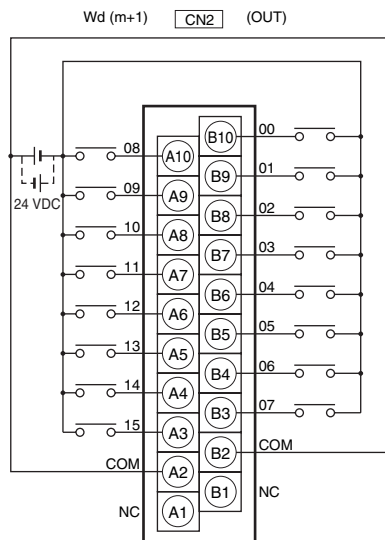 Wd (m+1) CN2 (OUT)
B10 00
08 A10
B9 01
24 VDC
09 A9
B8 02
10 A8
B7 03
11 A7
B6 04
12 A6
B5 05
13 A5
B4 06
14 A4
B3 07
15 A3
B2 COM
COM A2
B1 NC
NC A1